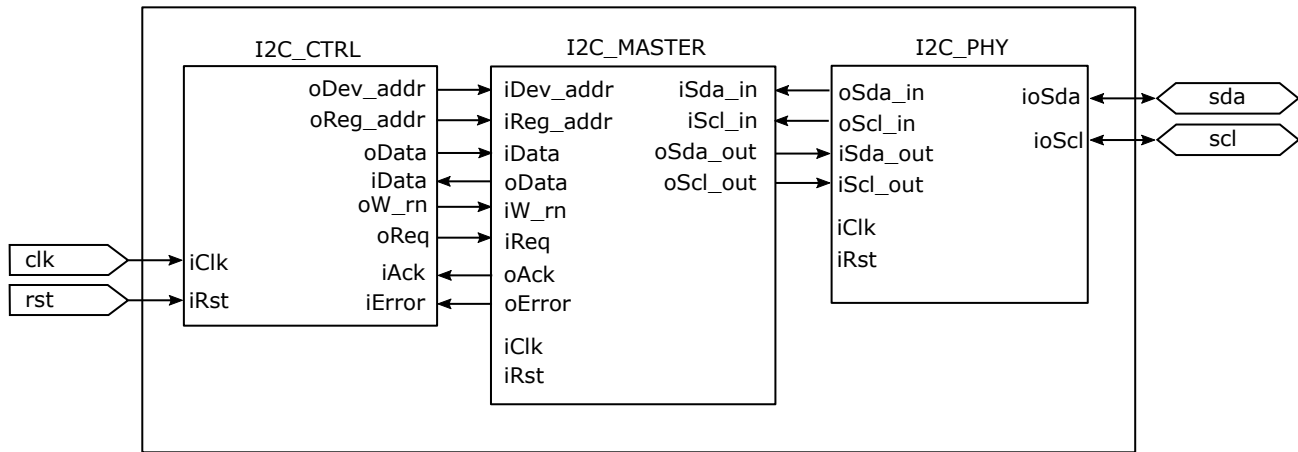 I2C_CTRL
I2C_MASTER
I2C_PHY
oDev_addr
oReg_addr
oData
iData
oW_rn
oReq
iAck
iError
iClk
iRst
iDev_addr
iReg_addr
iData
oData
iW_rn
iReq
oAck
oError
iClk
iRst
iSda_in
iScl_in
oSda_out
oScl_out
oSda_in
oScl_in
iSda_out
iScl_out
iClk
iRst
ioSda
ioScl
sda
scl
clk
rst